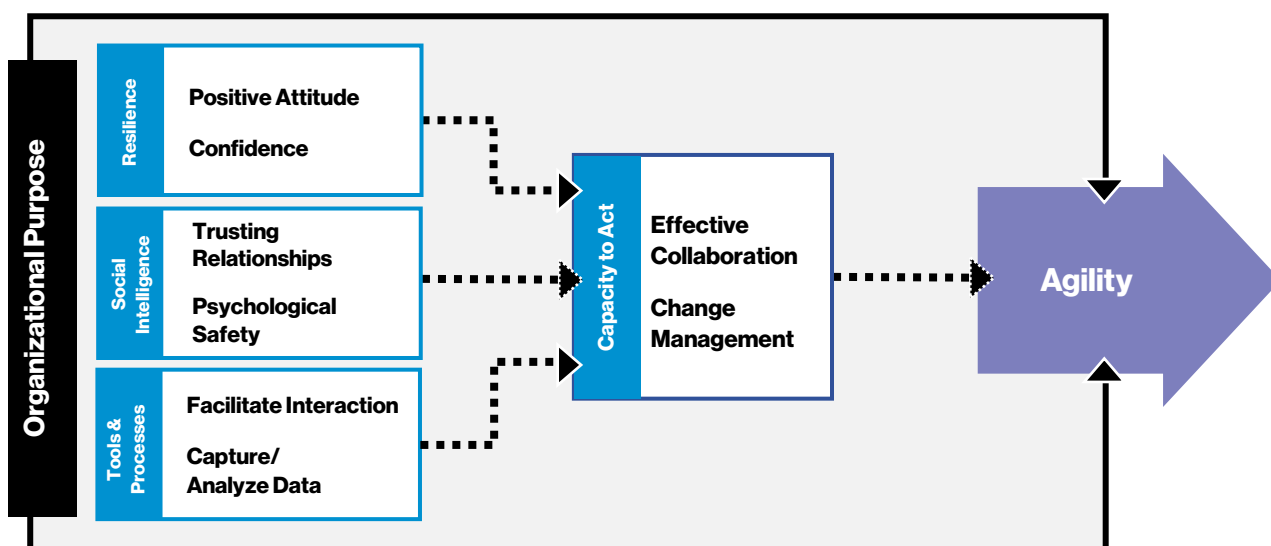 Organizational Purpose
Resilience
Positive Attitude
Confidence
Social
Intelligence
Trusting
Relationships
Psychological
Safety
Tools &
Processes
Facilitate Interaction
Capture/
Analyze Data
Capacity to Act
Effective
Collaboration
Change
Management
Agility